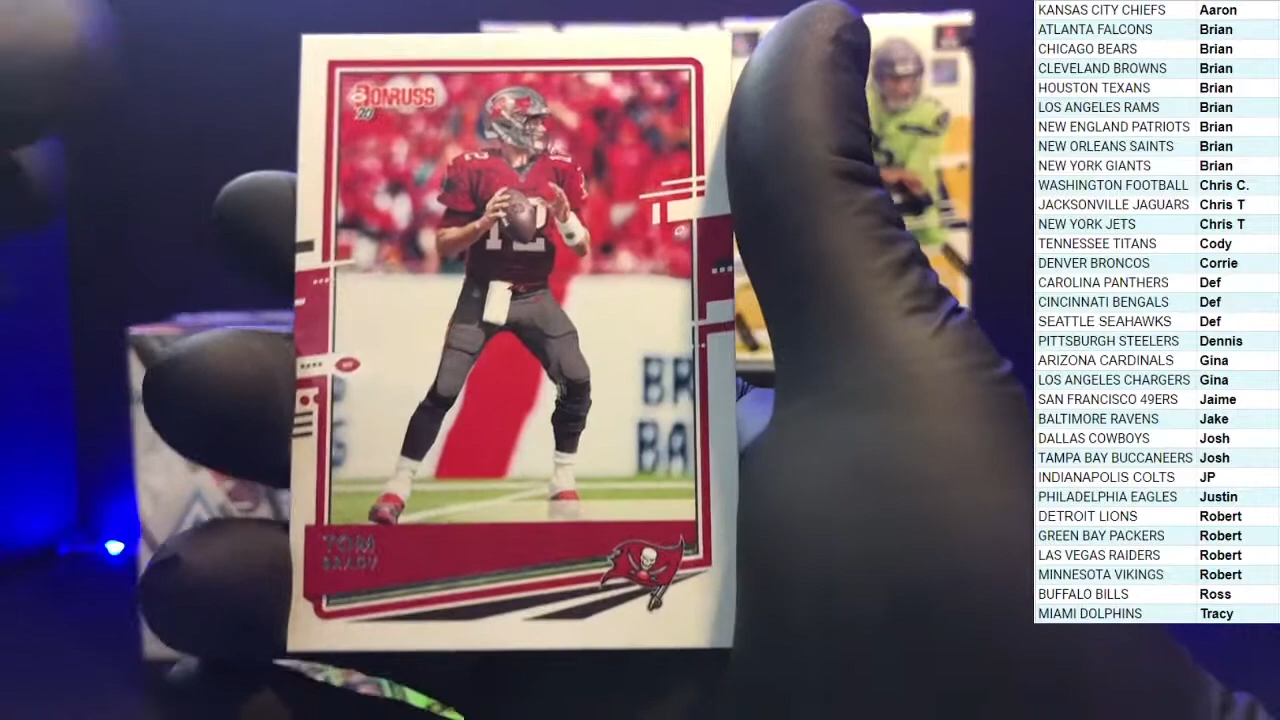 DONRUSS
20
12
BR
BA
TOM
BRADY
KANSAS CITY CHIEFS Aaron
ATLANTA FALCONS Brian
CHICAGO BEARS Brian
CLEVELAND BROWNS Brian
HOUSTON TEXANS Brian
LOS ANGELES RAMS Brian
NEW ENGLAND PATRIOTS Brian
NEW ORLEANS SAINTS Brian
NEW YORK GIANTS Brian
WASHINGTON FOOTBALL Chris C.
JACKSONVILLE JAGUARS Chris T
NEW YORK JETS Chris T
TENNESSEE TITANS Cody
DENVER BRONCOS Corrie
CAROLINA PANTHERS Def
CINCINNATI BENGALS Def
SEATTLE SEAHAWKS Def
PITTSBURGH STEELERS Dennis
ARIZONA CARDINALS Gina
LOS ANGELES CHARGERS Gina
SAN FRANCISCO 49ERS Jaime
BALTIMORE RAVENS Jake
DALLAS COWBOYS Josh
TAMPA BAY BUCCANEERS Josh
INDIANAPOLIS COLTS JP
PHILADELPHIA EAGLES Justin
DETROIT LIONS Robert
GREEN BAY PACKERS Robert
LAS VEGAS RAIDERS Robert
MINNESOTA VIKINGS Robert
BUFFALO BILLS Ross
MIAMI DOLPHINS Tracy